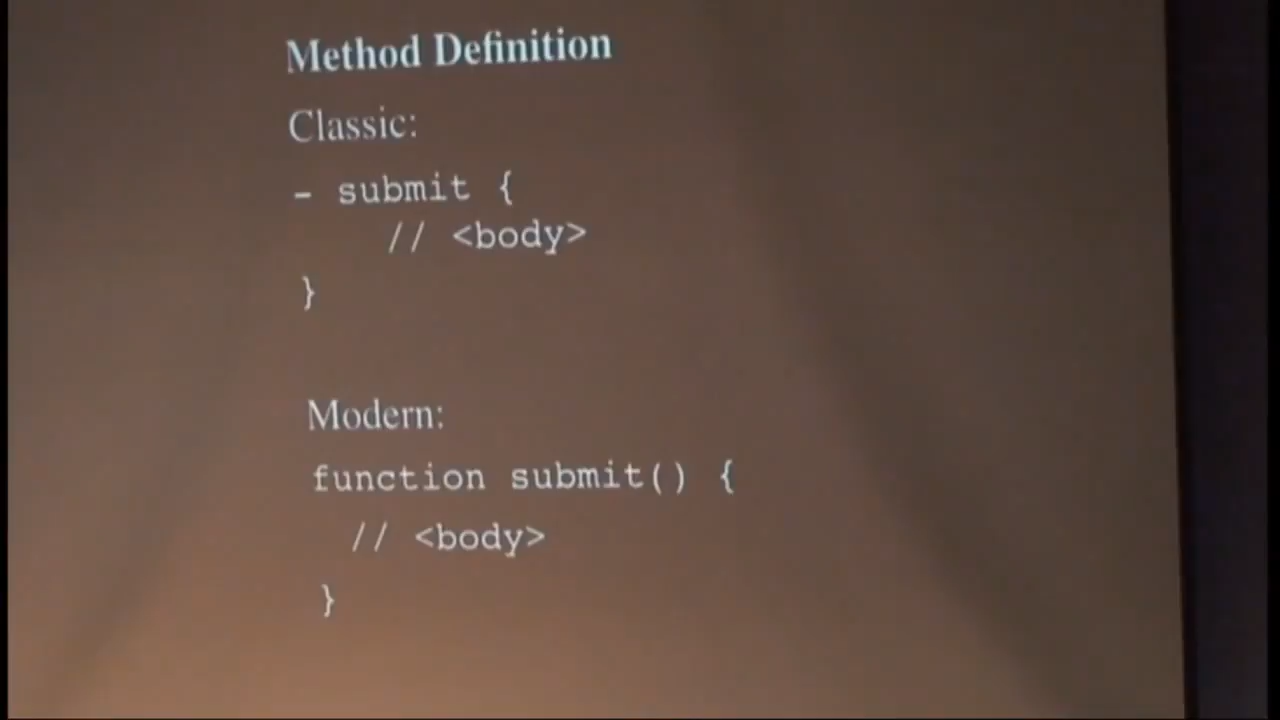 Method Definition
Classic:
- submit {
// <body>
}
Modern:
function submit() {
// <body>
}